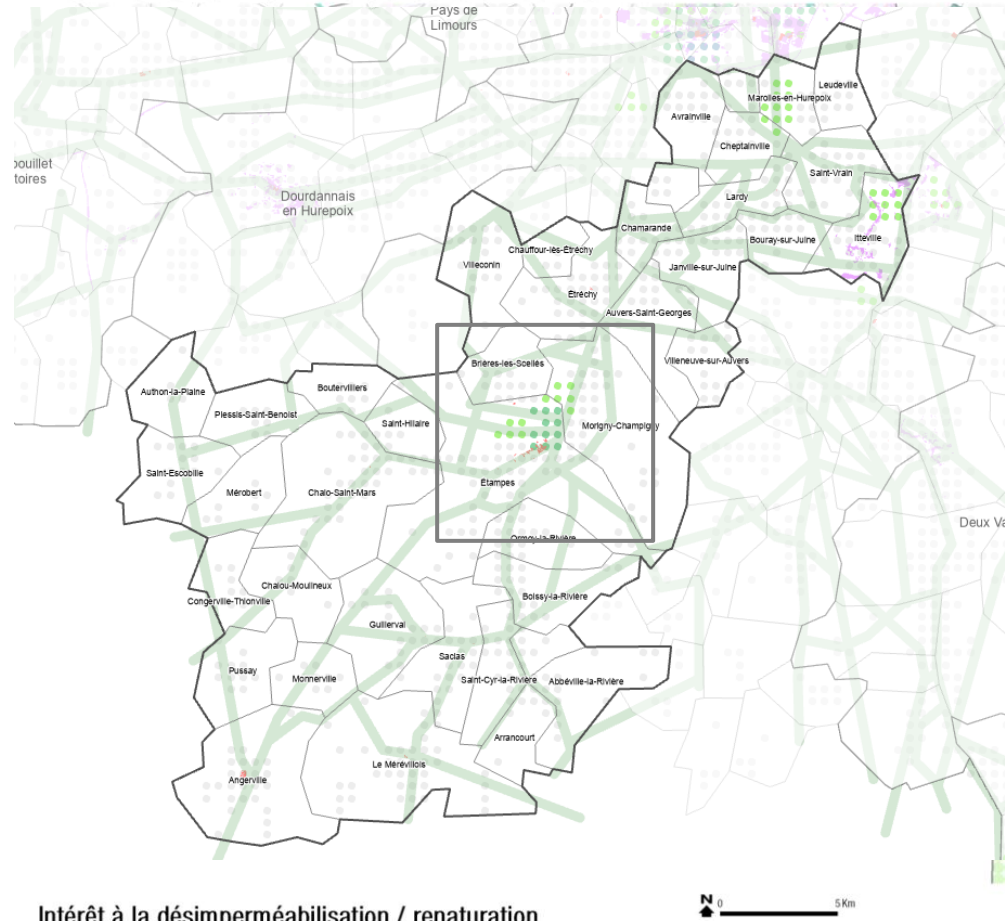 Pays de
Limours
Leudeville
Marolles-en-Hurepoix
Avrainville
Cheptainville
Saint-Vrain
pouillet
toires
Dourdannais
en Hurepoix
Lardy
Chamarande
Bouray-sur-Juine
Itteville
Chauffour-lès-Étréchy
Villeconin
Janville-sur-Juine
Étréchy
Auvers-Saint-Georges
Brières-les-Scellés
Villeneuve-sur-Auvers
Authon-la-Plaine
Boutervilliers
Plessis-Saint-Benoist
Saint-Hilaire
Morigny-Champigny
Saint-Escobille
Mérobert
Chalo-Saint-Mars
Étampes
Deux Va
Ormoy-la-Rivière
Chalou-Moulineux
Boissy-la-Rivière
Congerville-Thionville
Guillerval
Saclas
Pussay
Monnerville
Saint-Cyr-la-Rivière
Abbéville-la-Rivière
Arrancourt
Le Mérévillois
Angerville
Intérêt à la désimperméabilisation / renaturation
N
0
5 Km